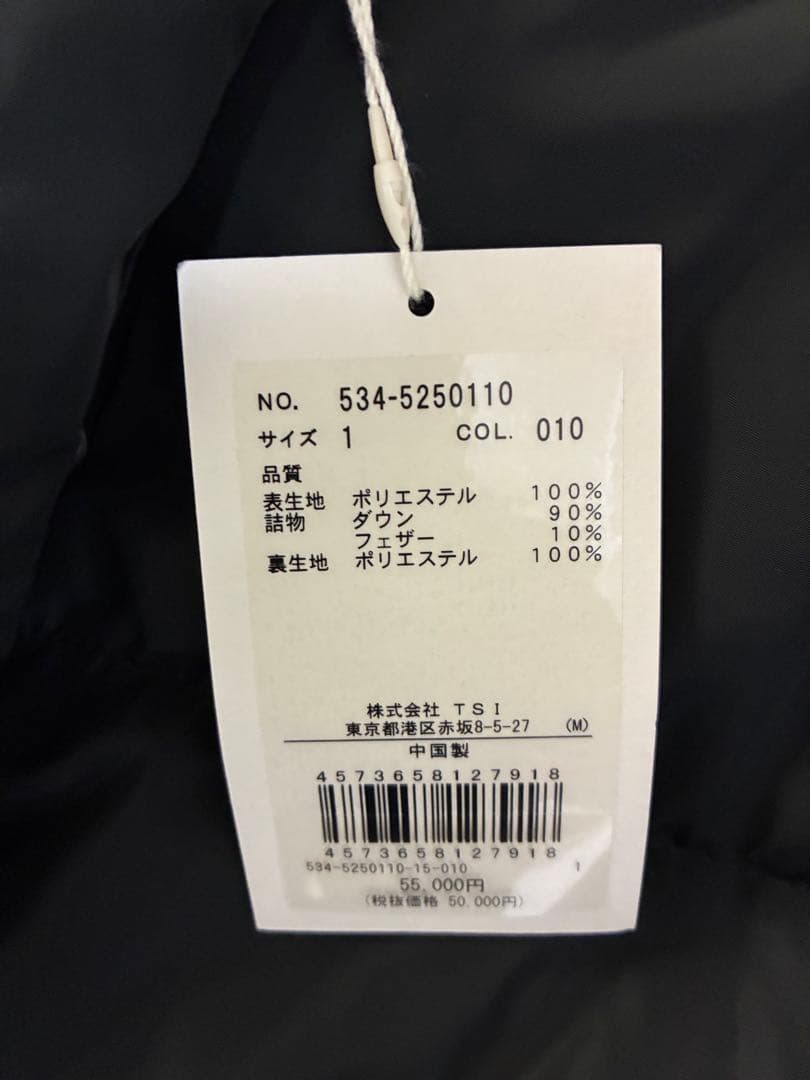 NO. 534-5250110
サイズ 1 COL. 010
品質
表生地 ポリエステル 100%
詰物 ダウン 90%
フェザー 10%
裏生地 ポリエステル 100%
株式会社 TSI
東京都港区赤坂8-5-27 (M)
中国製
4573658127918
4573658127918
534-5250110-15-010 1
55,000円
(税抜価格 50,000円)